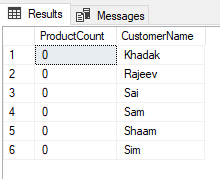 Results Messages
ProductCount CustomerName
1 0 Khadak
2 0 Rajeev
3 0 Sai
4 0 Sam
5 0 Shaam
6 0 Sim